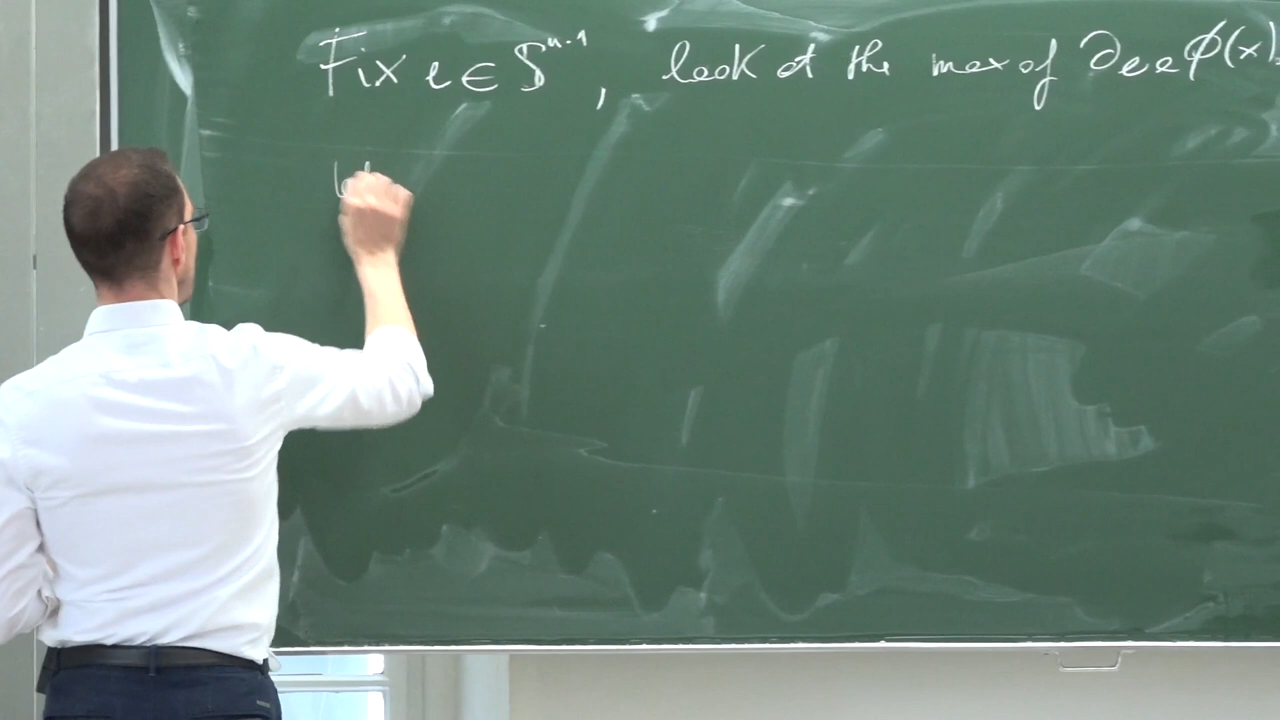 Fix e ∈ S^{n-1}, look at the max of ∂_{ee} φ(x)